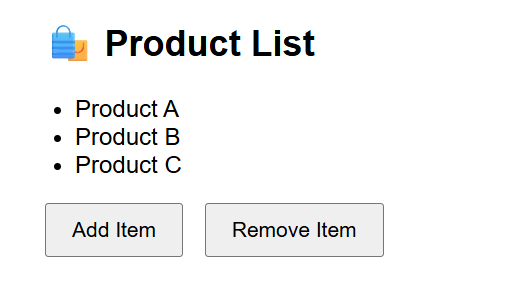 Product List
Product A
Product B
Product C
Add Item
Remove Item